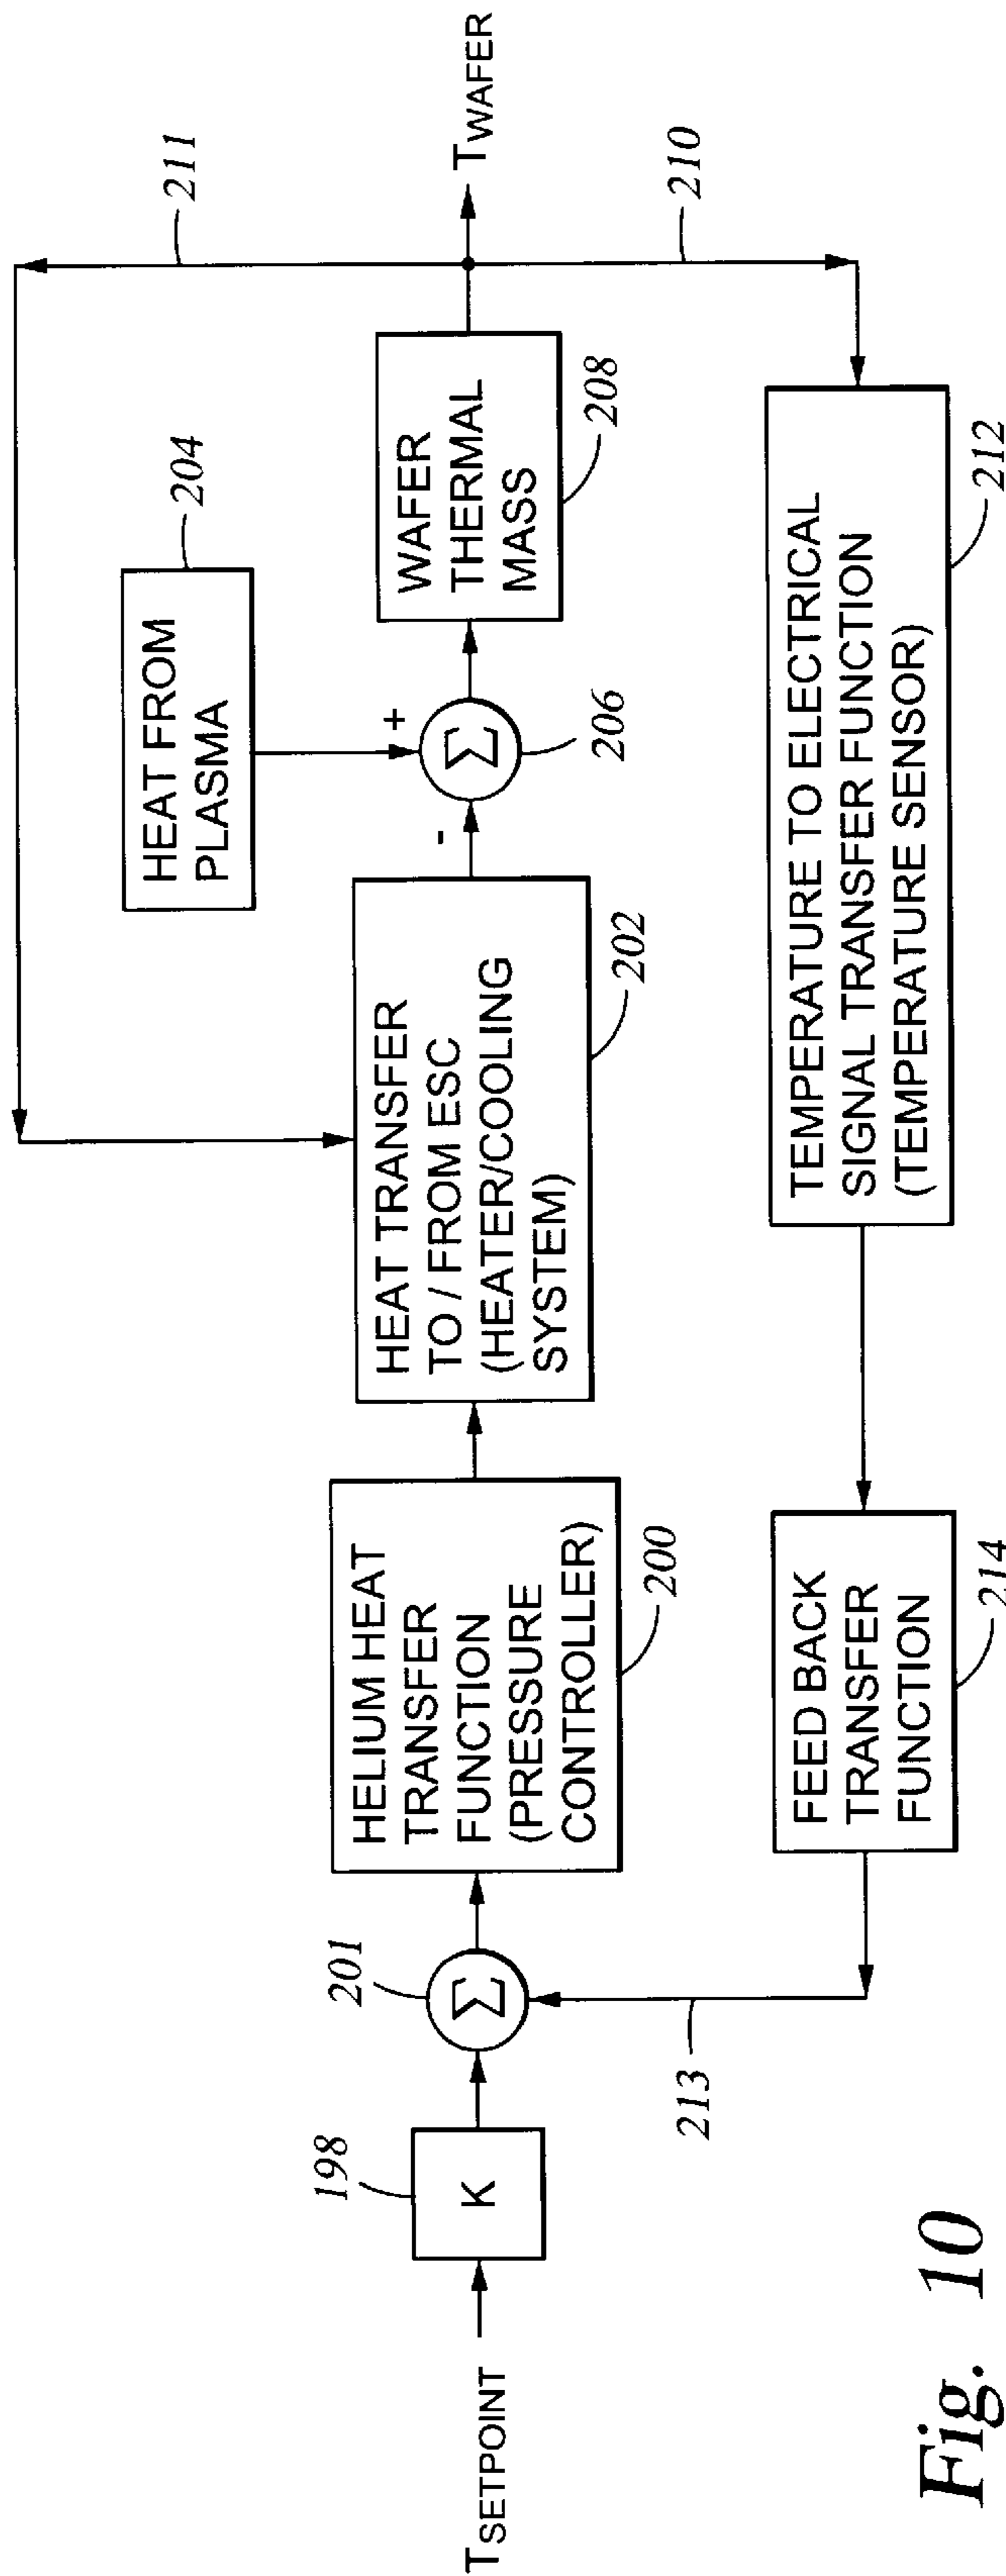 211
TWAFER
210
HEAT FROM
PLASMA
204
WAFER
THERMAL
MASS
208
+
-
Σ
206
HEAT TRANSFER
TO / FROM ESC
(HEATER/COOLING
SYSTEM)
202
TEMPERATURE TO ELECTRICAL
SIGNAL TRANSFER FUNCTION
(TEMPERATURE SENSOR)
212
HELIUM HEAT
TRANSFER
FUNCTION
(PRESSURE
CONTROLLER)
200
FEED BACK
TRANSFER
FUNCTION
214
201
Σ
213
198
K
TSETPOINT
Fig. 10